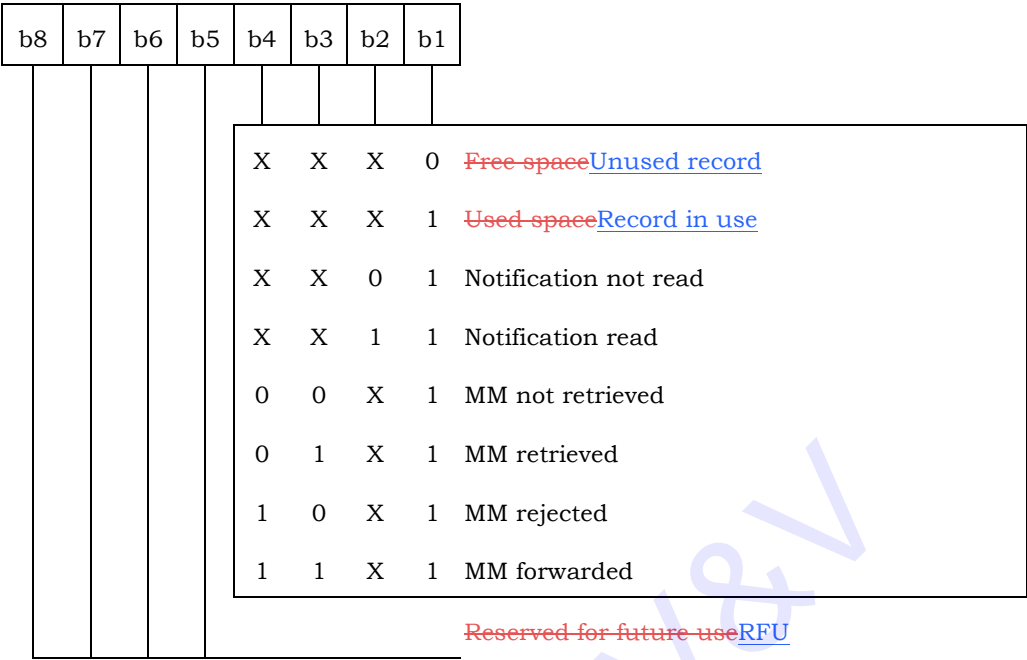 b8 b7 b6 b5 b4 b3 b2 b1
X X X 0 Free spaceUnused record
X X X 1 Used spaceRecord in use
X X 0 1 Notification not read
X X 1 1 Notification read
0 0 X 1 MM not retrieved
0 1 X 1 MM retrieved
1 0 X 1 MM rejected
1 1 X 1 MM forwarded
Reserved for future useRFU
V&V